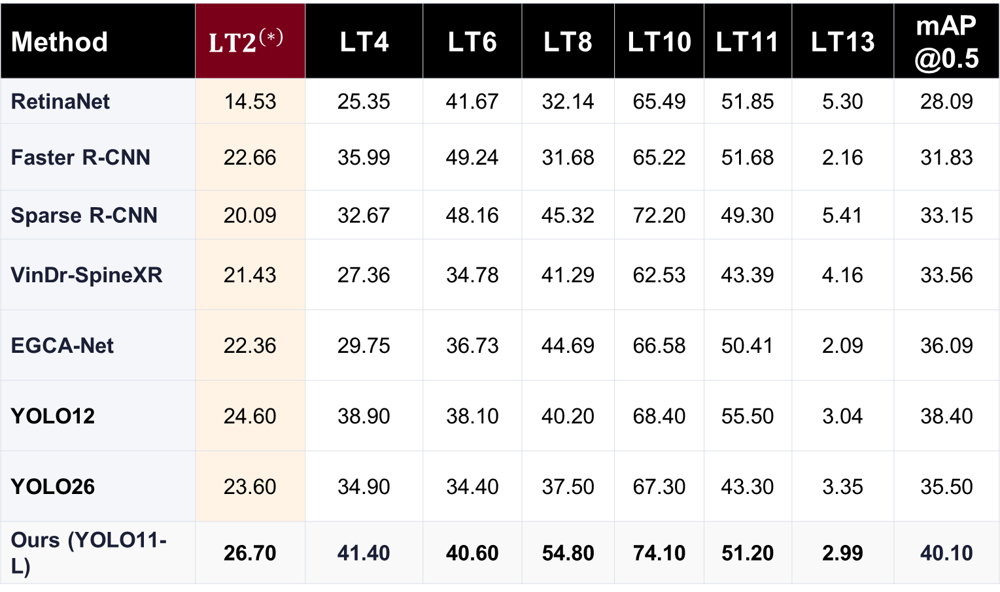 Method LT2(*) LT4 LT6 LT8 LT10 LT11 LT13 mAP @0.5
RetinaNet 14.53 25.35 41.67 32.14 65.49 51.85 5.30 28.09
Faster R-CNN 22.66 35.99 49.24 31.68 65.22 51.68 2.16 31.83
Sparse R-CNN 20.09 32.67 48.16 45.32 72.20 49.30 5.41 33.15
VinDr-SpineXR 21.43 27.36 34.78 41.29 62.53 43.39 4.16 33.56
EGCA-Net 22.36 29.75 36.73 44.69 66.58 50.41 2.09 36.09
YOLO12 24.60 38.90 38.10 40.20 68.40 55.50 3.04 38.40
YOLO26 23.60 34.90 34.40 37.50 67.30 43.30 3.35 35.50
Ours (YOLO11-
L) 26.70 41.40 40.60 54.80 74.10 51.20 2.99 40.10